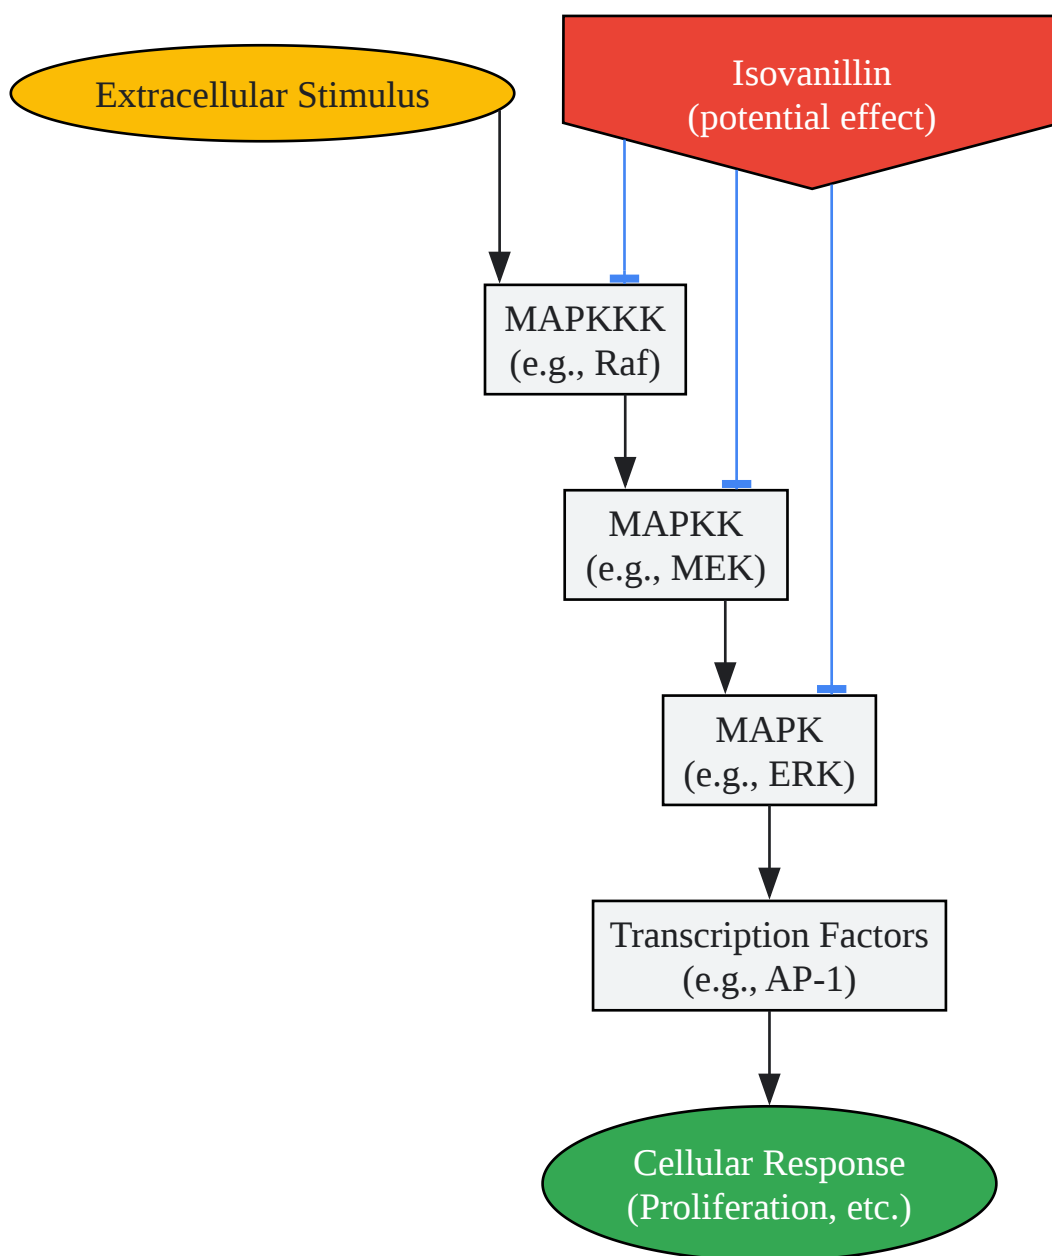 Extracellular Stimulus
Isovanillin
(potential effect)
MAPKKK
(e.g., Raf)
MAPKK
(e.g., MEK)
MAPK
(e.g., ERK)
Transcription Factors
(e.g., AP-1)
Cellular Response
(Proliferation, etc.)